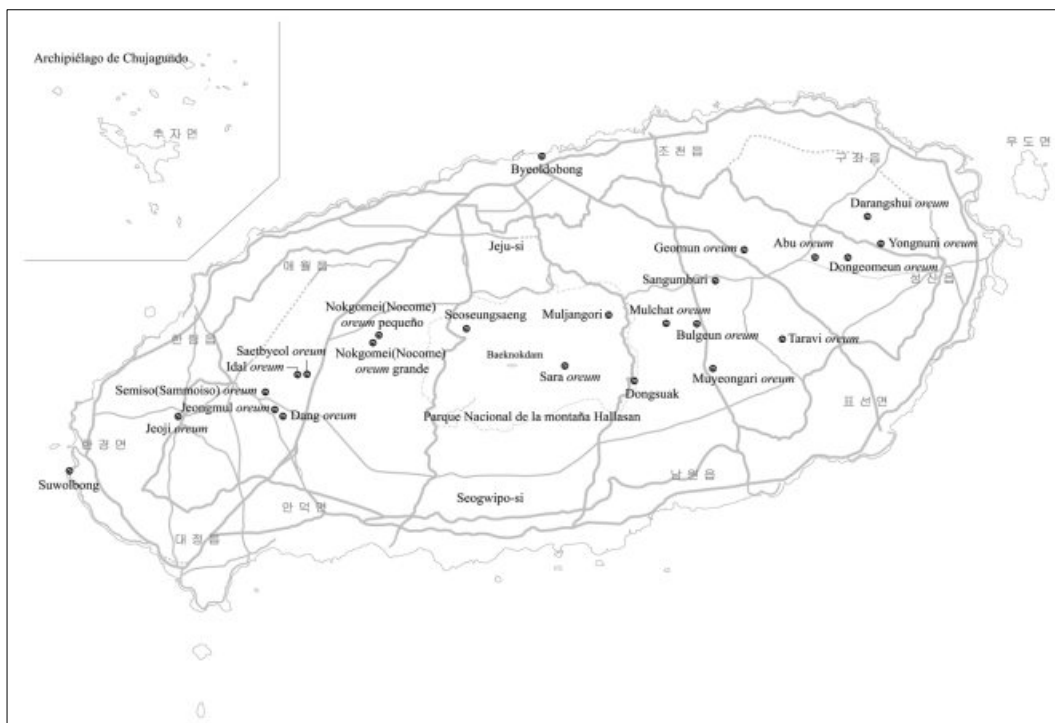 Archipiélago de Chujagundo
추자면
우도면
Byeoldobong
조천읍
구좌읍
Darangshui oreum
Jeju-si
Geomun oreum
Abu oreum
Yongnuni oreum
Dongeomeun oreum
성산읍
애월읍
Sangumburi
Nokgomei(Nocome)
oreum pequeño
Seoseungsaeng
Muljangori
Mulchat oreum
Bulgeun oreum
한림읍
Saetbyeol oreum
Nokgomei(Nocome)
oreum grande
Baeknokdam
Taravi oreum
Idal oreum
Sara oreum
Muyeongari oreum
Semiso(Sammoiso) oreum
Dongsuak
Jeongmul oreum
Dang oreum
Parque Nacional de la montaña Hallasan
표선면
Jeoji oreum
한경면
Suwolbong
Seogwipo-si
남원읍
안덕면
대정읍